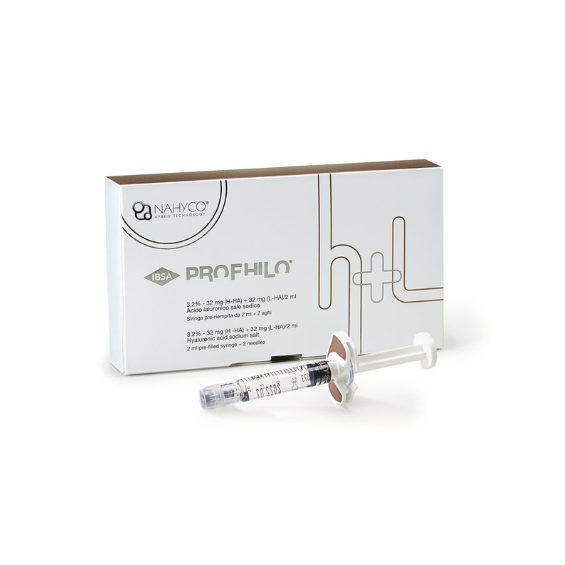 NAHYCO®
HYBRID TECHNOLOGY
IBSA PROFHILO®
3.2% - 32 mg (H-HA) + 32 mg (L-HA)/2 ml
Acido ialuronico sale sodico
Siringa pre-riempita da 2 ml + 2 aghi
3.2% - 32 mg (H-HA) + 32 mg (L-HA)/2 ml
Hyaluronic acid sodium salt
2 ml pre-filled syringe + 2 needles
h+L